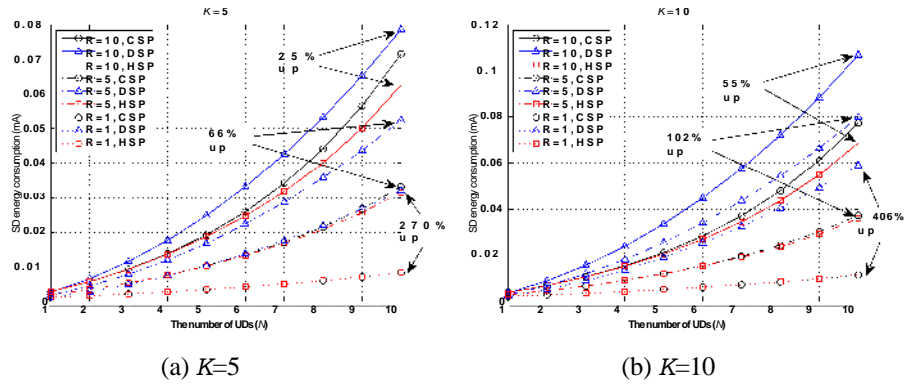 K=5
SD energy consumption (mA)
0.08
0.07
0.06
0.05
0.04
0.03
0.02
0.01
0
R=10,CSP
R=10,DSP
R=10,HSP
R=5,CSP
R=5,DSP
R=5,HSP
R=1,CSP
R=1,DSP
R=1,HSP
25%
up
66%
up
270%
up
1 2 3 4 5 6 7 8 9 10
The number of UDs (N)
(a) K=5
K=10
SD energy consumption (mA)
0.12
0.1
0.08
0.06
0.04
0.02
0
R=10,CSP
R=10,DSP
R=10,HSP
R=5,CSP
R=5,DSP
R=5,HSP
R=1,CSP
R=1,DSP
R=1,HSP
55%
up
102%
up
406%
up
1 2 3 4 5 6 7 8 9 10
The number of UDs (N)
(b) K=10